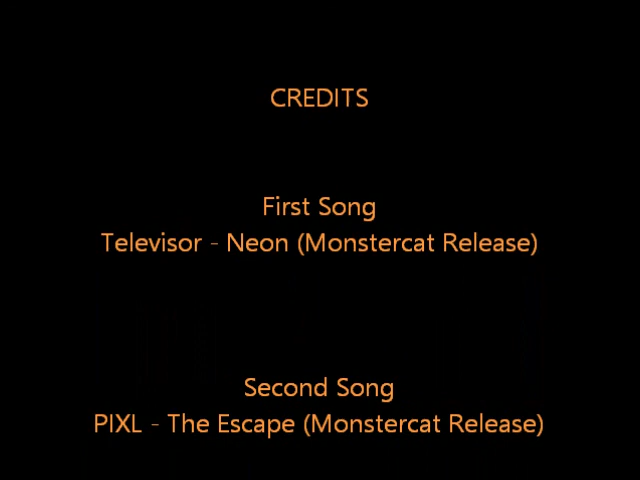 CREDITS
First Song
Televisor - Neon (Monstercat Release)
Second Song
PIXL - The Escape (Monstercat Release)